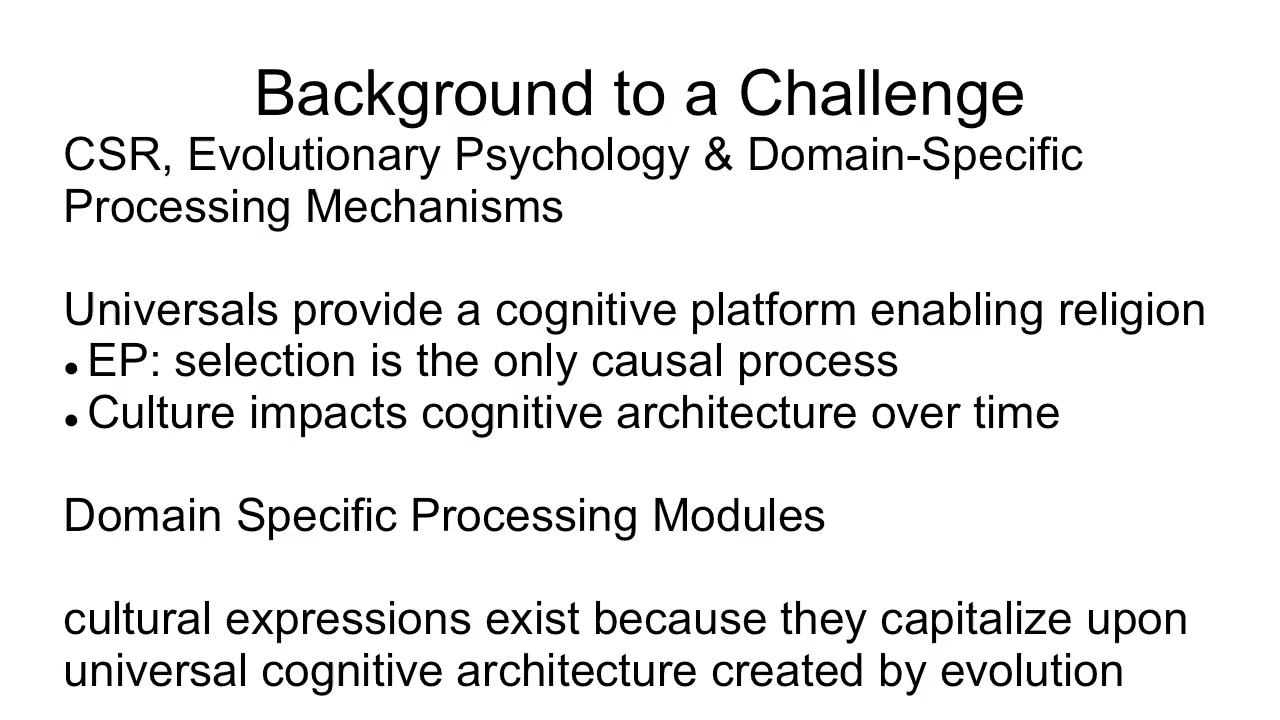 Background to a Challenge
CSR, Evolutionary Psychology & Domain-Specific
Processing Mechanisms
Universals provide a cognitive platform enabling religion
● EP: selection is the only causal process
● Culture impacts cognitive architecture over time
Domain Specific Processing Modules
cultural expressions exist because they capitalize upon
universal cognitive architecture created by evolution